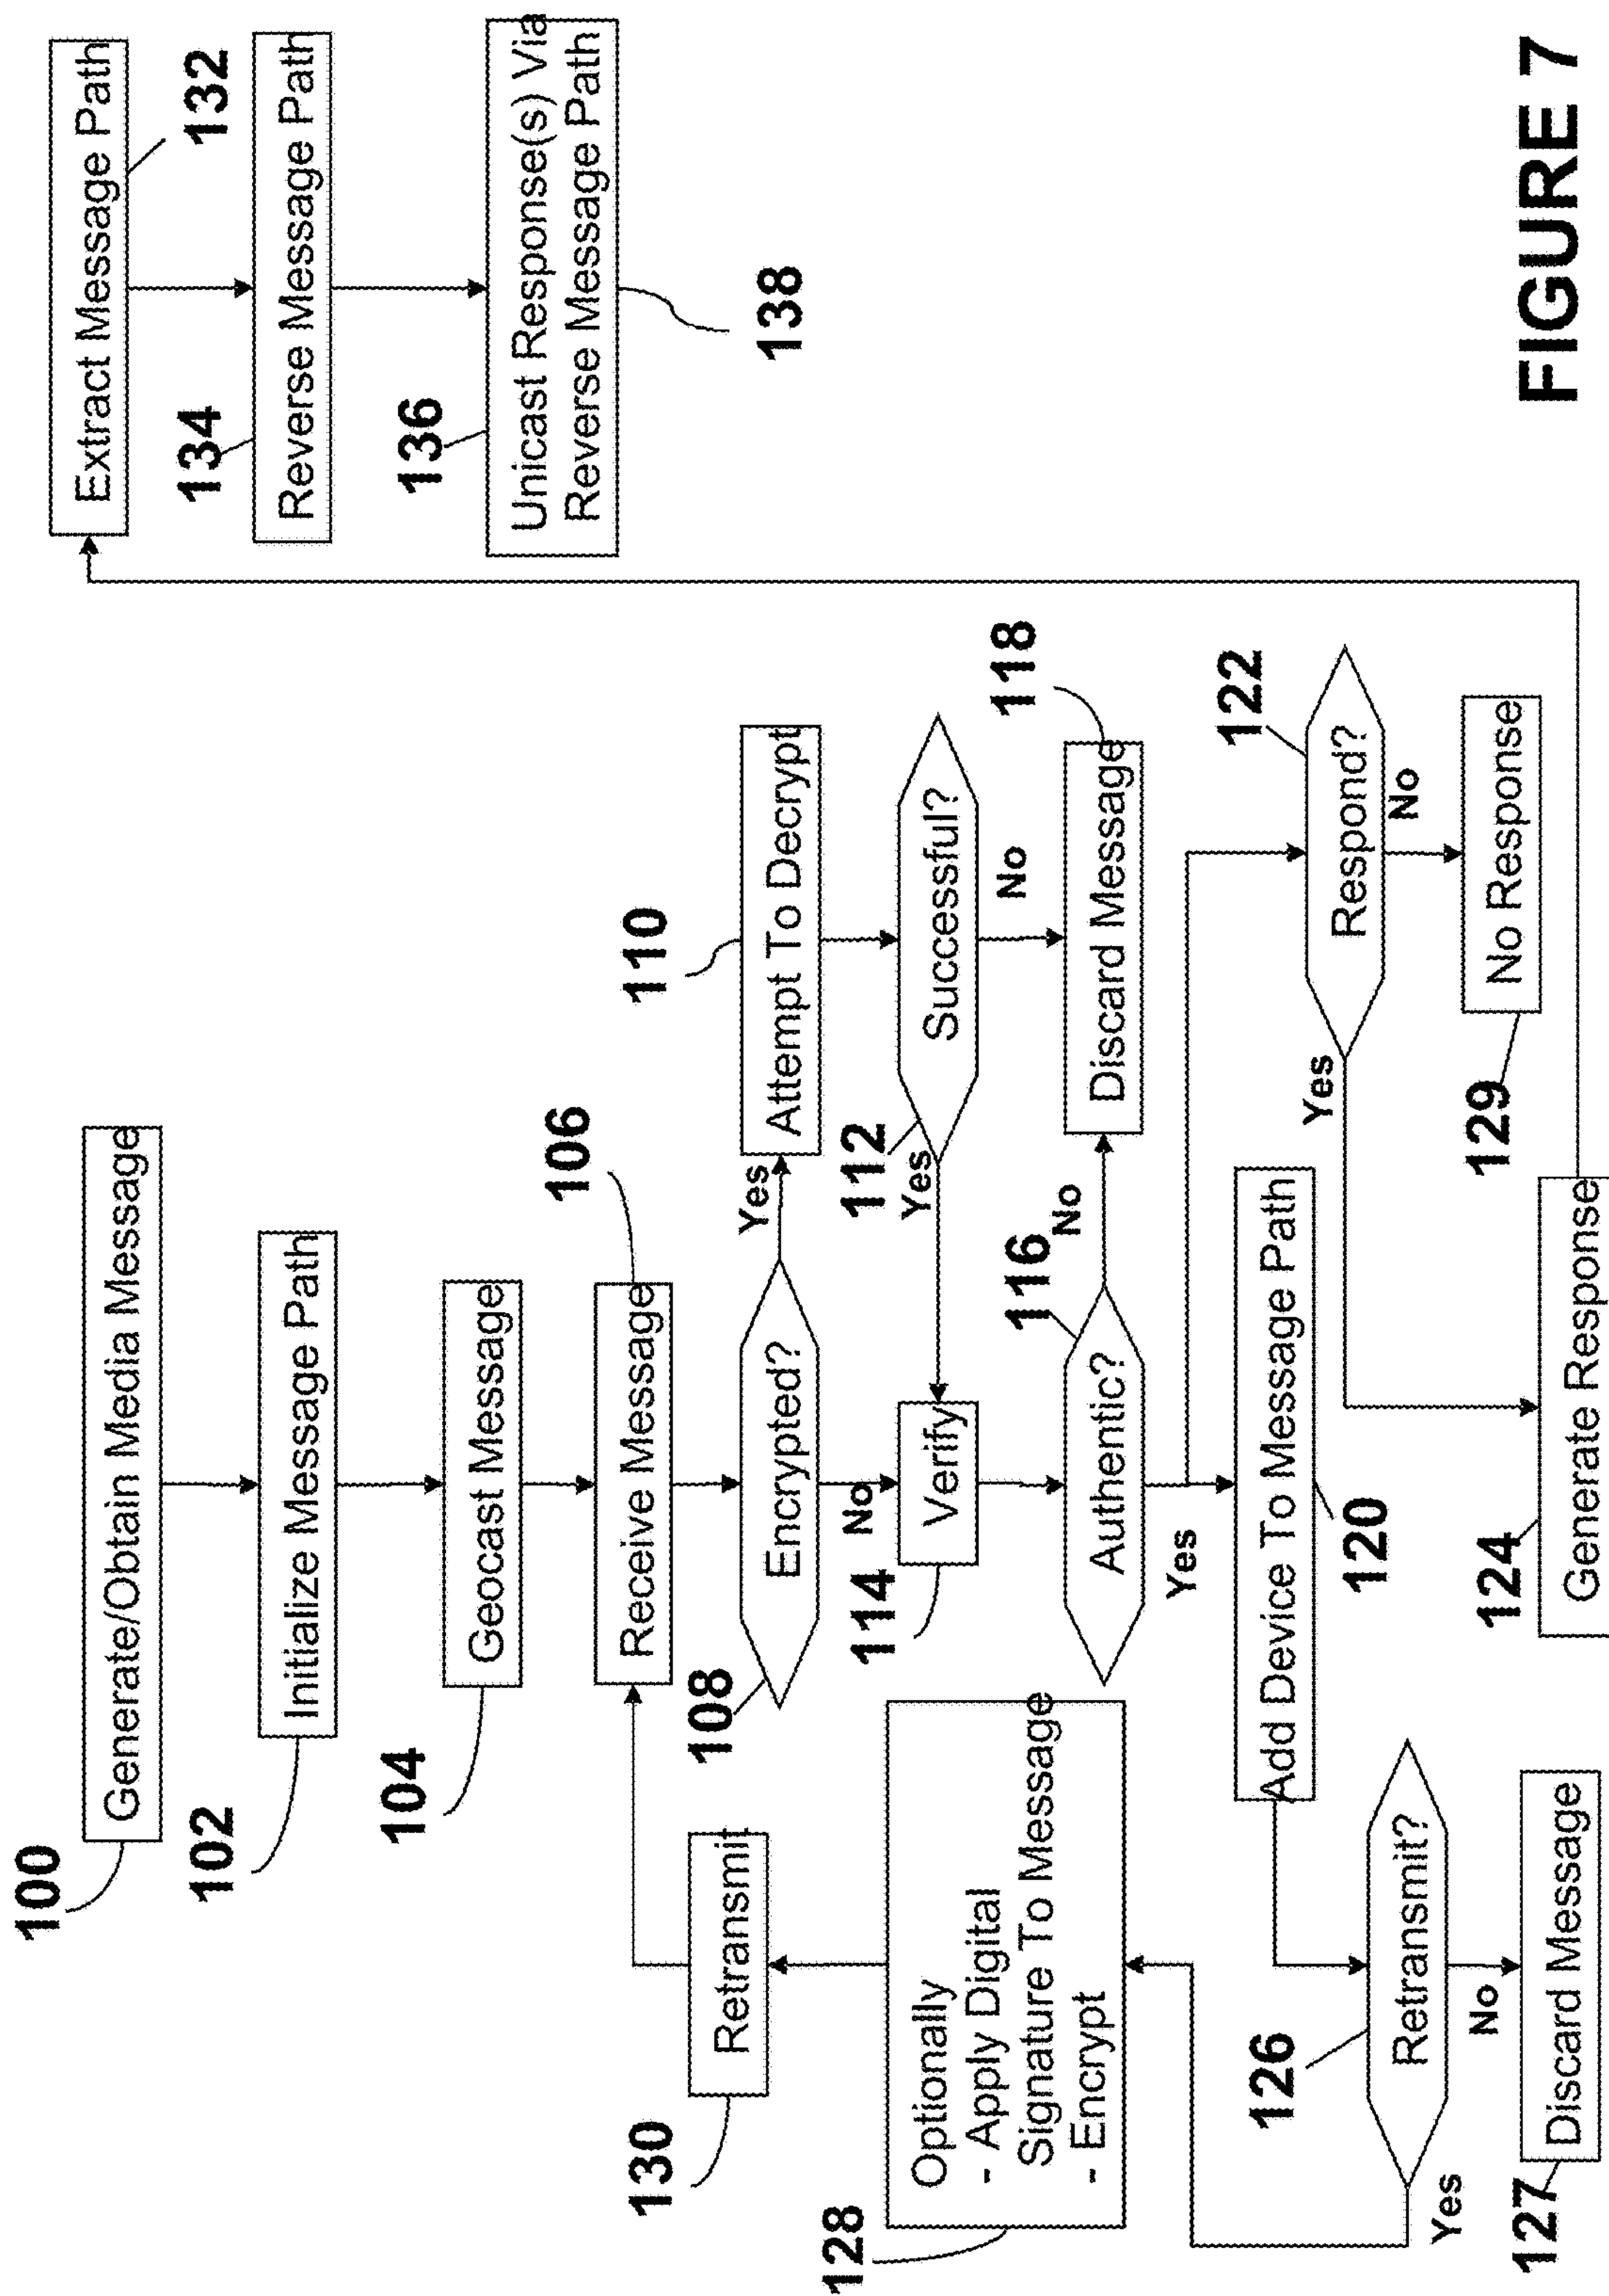 100
Generate/Obtain Media Message
102
Initialize Message Path
104
Geocast Message
106
Receive Message
108
Encrypted?
Yes
No
110
Attempt To Decrypt
112
Successful?
Yes
No
114
Verify
116
Authentic?
No
Yes
118
Discard Message
120
Add Device To Message Path
122
Respond?
Yes
No
129
No Response
124
Generate Response
126
Retransmit?
Yes
No
127
Discard Message
128
Optionally
- Apply Digital
Signature To Message
- Encrypt
130
Retransmit
Extract Message Path
132
134
Reverse Message Path
136
Unicast Response(s) Via
Reverse Message Path
138
FIGURE 7